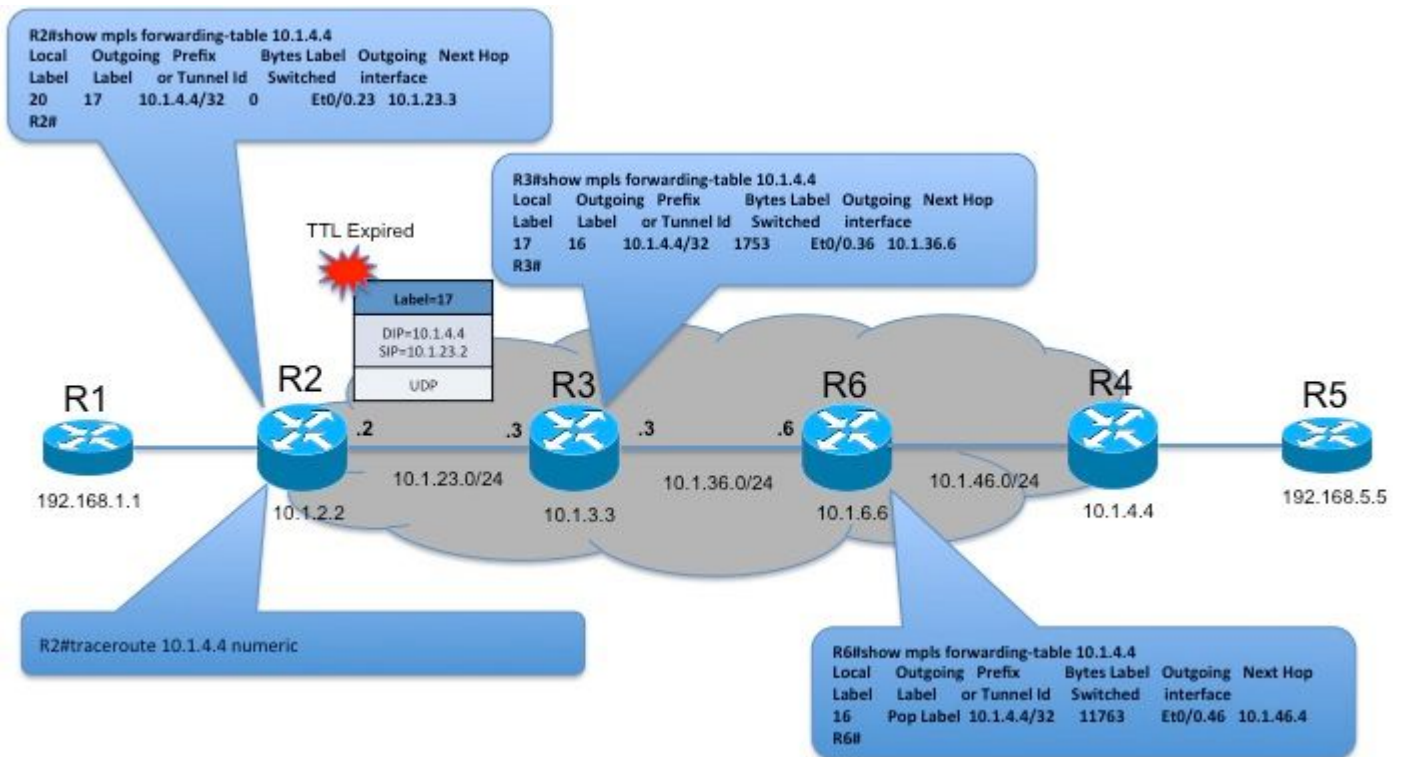 R2#show mpls forwarding-table 10.1.4.4
Local Outgoing Prefix Bytes Label Outgoing Next Hop
Label Label or Tunnel Id Switched interface
20 17 10.1.4.4/32 0 Et0/0.23 10.1.23.3
R2#
R3#show mpls forwarding-table 10.1.4.4
Local Outgoing Prefix Bytes Label Outgoing Next Hop
Label Label or Tunnel Id Switched interface
17 16 10.1.4.4/32 1753 Et0/0.36 10.1.36.6
R3#
TTL Expired
Label=17
DIP=10.1.4.4
SIP=10.1.23.2
UDP
R1
R2
R3
R6
R4
R5
.2
.3
.3
.6
10.1.23.0/24
10.1.36.0/24
10.1.46.0/24
192.168.1.1
10.1.2.2
10.1.3.3
10.1.6.6
10.1.4.4
192.168.5.5
R2#traceroute 10.1.4.4 numeric
R6#show mpls forwarding-table 10.1.4.4
Local Outgoing Prefix Bytes Label Outgoing Next Hop
Label Label or Tunnel Id Switched interface
16 Pop Label 10.1.4.4/32 11763 Et0/0.46 10.1.46.4
R6#